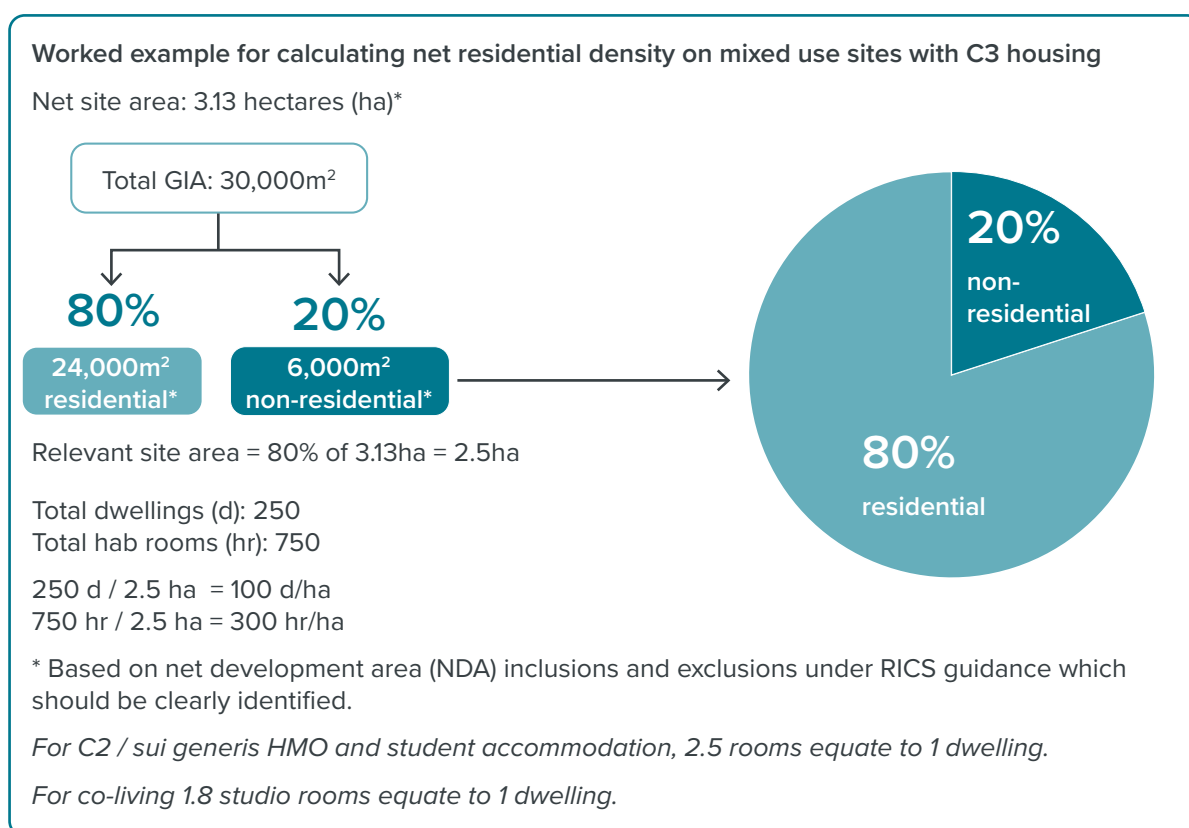 Worked example for calculating net residential density on mixed use sites with C3 housing
Net site area: 3.13 hectares (ha)*
Total GIA: 30,000m²
80%
20%
24,000m²
residential*
6,000m²
non-residential*
20%
non-
residential
80%
residential
Relevant site area = 80% of 3.13ha = 2.5ha
Total dwellings (d): 250
Total hab rooms (hr): 750
250 d / 2.5 ha = 100 d/ha
750 hr / 2.5 ha = 300 hr/ha
* Based on net development area (NDA) inclusions and exclusions under RICS guidance which
should be clearly identified.
For C2 / sui generis HMO and student accommodation, 2.5 rooms equate to 1 dwelling.
For co-living 1.8 studio rooms equate to 1 dwelling.